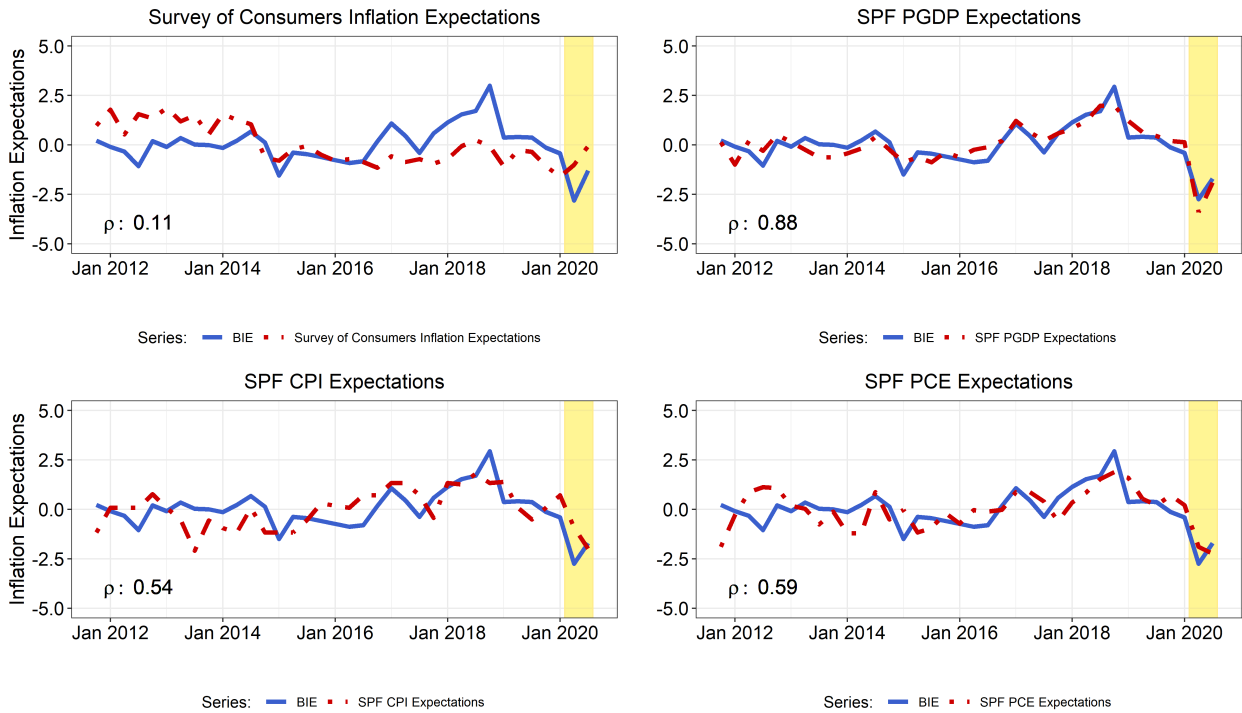 Survey of Consumers Inflation Expectations
Inflation Expectations
5.0
2.5
0.0
-2.5
-5.0
ρ : 0.11
Jan 2012 Jan 2014 Jan 2016 Jan 2018 Jan 2020
Series: BIE Survey of Consumers Inflation Expectations
SPF PGDP Expectations
5.0
2.5
0.0
-2.5
-5.0
ρ : 0.88
Jan 2012 Jan 2014 Jan 2016 Jan 2018 Jan 2020
Series: BIE SPF PGDP Expectations
SPF CPI Expectations
Inflation Expectations
5.0
2.5
0.0
-2.5
-5.0
ρ : 0.54
Jan 2012 Jan 2014 Jan 2016 Jan 2018 Jan 2020
Series: BIE SPF CPI Expectations
SPF PCE Expectations
5.0
2.5
0.0
-2.5
-5.0
ρ : 0.59
Jan 2012 Jan 2014 Jan 2016 Jan 2018 Jan 2020
Series: BIE SPF PCE Expectations